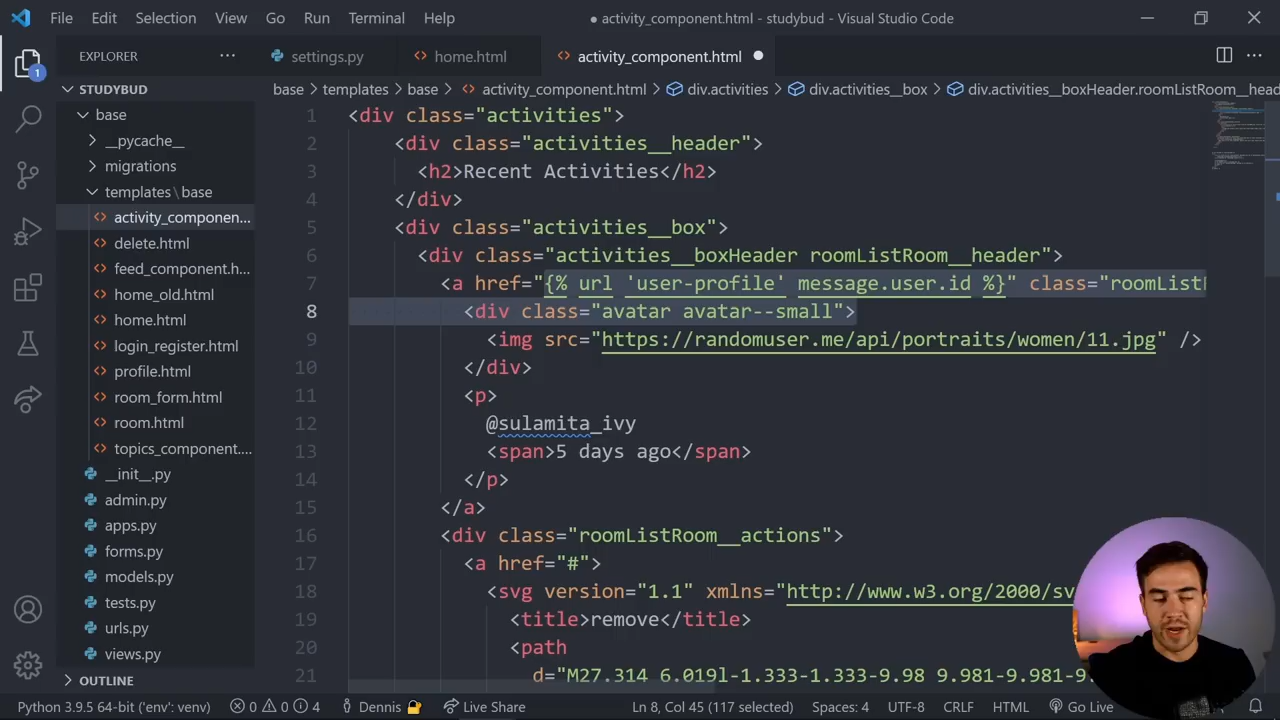 File Edit Selection View Go Run Terminal Help ● activity_component.html - studybud - Visual Studio Code
EXPLORER ... settings.py <> home.html <> activity_component.html
1
STUDYBUD base > templates > base > <> activity_component.html > div.activities > div.activities__box > div.activities__boxHeader.roomListRoom__head
base
__pycache__
migrations
templates \ base
<> activity_componen...
<> delete.html
<> feed_component.h...
<> home_old.html
<> home.html
<> login_register.html
<> profile.html
<> room_form.html
<> room.html
<> topics_component....
__init__.py
admin.py
apps.py
forms.py
models.py
tests.py
urls.py
views.py
OUTLINE
1 <div class="activities">
2 <div class="activities__header">
3 <h2>Recent Activities</h2>
4 </div>
5 <div class="activities__box">
6 <div class="activities__boxHeader roomListRoom__header">
7 <a href="{% url 'user-profile' message.user.id %}" class="roomList
8 <div class="avatar avatar--small">
9 <img src="https://randomuser.me/api/portraits/women/11.jpg" />
10 </div>
11 <p>
12 @sulamita_ivy
13 <span>5 days ago</span>
14 </p>
15 </a>
16 <div class="roomListRoom__actions">
17 <a href="#">
18 <svg version="1.1" xmlns="http://www.w3.org/2000/sv
19 <title>remove</title>
20 <path
21 d="M27.314 6.019l-1.333-1.333-9.98 9.981-9.981-9.
Python 3.9.5 64-bit ('env': venv) 0 0 4 Dennis Live Share Ln 8, Col 45 (117 selected) Spaces: 4 UTF-8 CRLF HTML Go Live